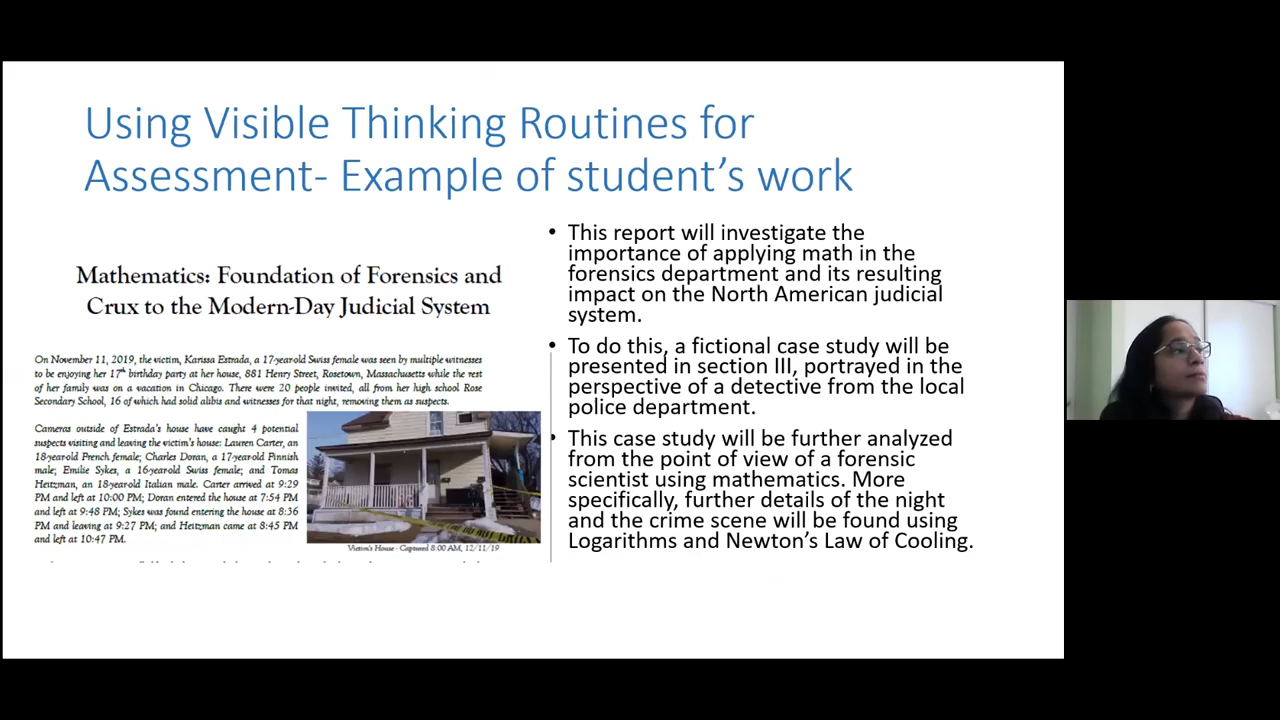 Using Visible Thinking Routines for
Assessment- Example of student's work
Mathematics: Foundation of Forensics and
Crux to the Modern-Day Judicial System
On November 11, 2019, the victim, Karissa Estrada, a 17-year-old Swiss female was seen by multiple witnesses
to be enjoying her 17th birthday party at her house, 881 Henry Street, Rosetown, Massachusetts while the rest
of her family was on a vacation in Chicago. There were 20 people invited, all from her high school Rose
Secondary School, 16 of which had solid alibis and witnesses for that night, removing them as suspects.
Cameras outside of Estrada's house have caught 4 potential
suspects visiting and leaving the victim's house: Lauren Carter, an
18-year-old French female; Charles Doran, a 17-year-old Finnish
male; Emilie Sykes, a 16-year-old Swiss female; and Tomas
Heitzman, an 18-year-old Italian male. Carter arrived at 9:29
PM and left at 10:00 PM; Doran entered the house at 7:54 PM
and left at 9:48 PM; Sykes was found entering the house at 8:36
PM and leaving at 9:27 PM; and Heitzman came at 8:45 PM
and left at 10:47 PM.
Victim's House - Captured 8:00 AM, 12/11/19
• This report will investigate the
importance of applying math in the
forensics department and its resulting
impact on the North American judicial
system.
• To do this, a fictional case study will be
presented in section III, portrayed in the
perspective of a detective from the local
police department.
• This case study will be further analyzed
from the point of view of a forensic
scientist using mathematics. More
specifically, further details of the night
and the crime scene will be found using
Logarithms and Newton's Law of Cooling.